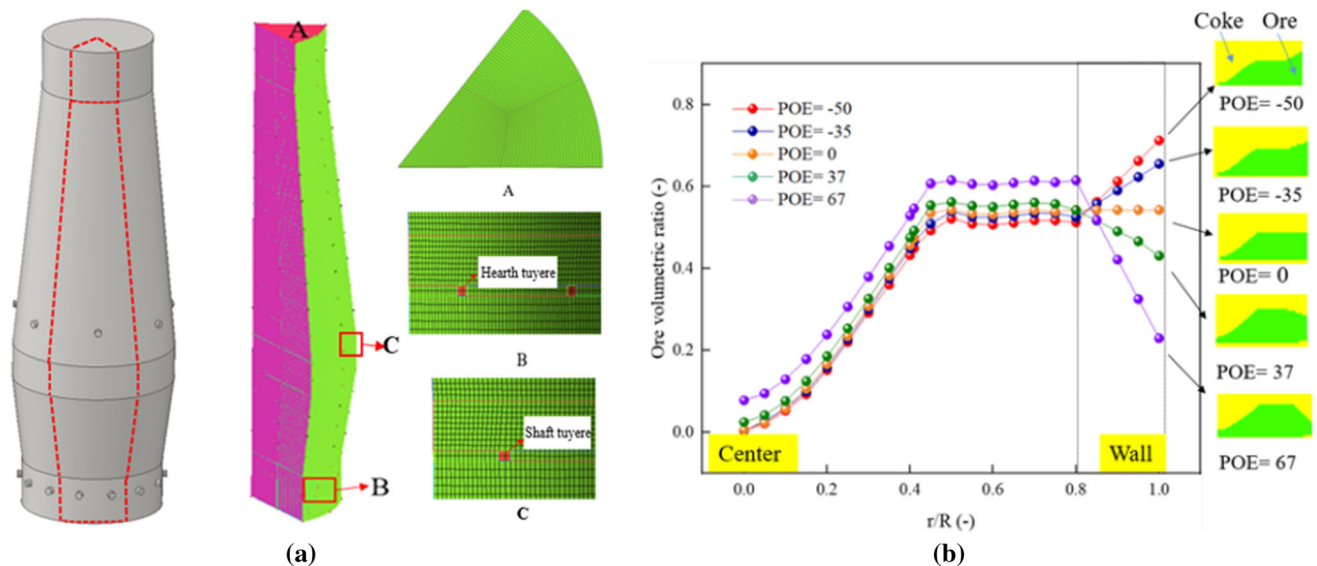 A
A
Hearth tuyere
B
C
Shaft tuyere
B
C
(a)
Coke Ore
POE= -50
POE= -35
POE= 0
POE= 37
POE= 67
Ore volumetric ratio (-)
0.8
0.6
0.4
0.2
0.0
Center
Wall
0.0 0.2 0.4 0.6 0.8 1.0
r/R (-)
POE= -50
POE= -35
POE= 0
POE= 37
POE= 67
(b)